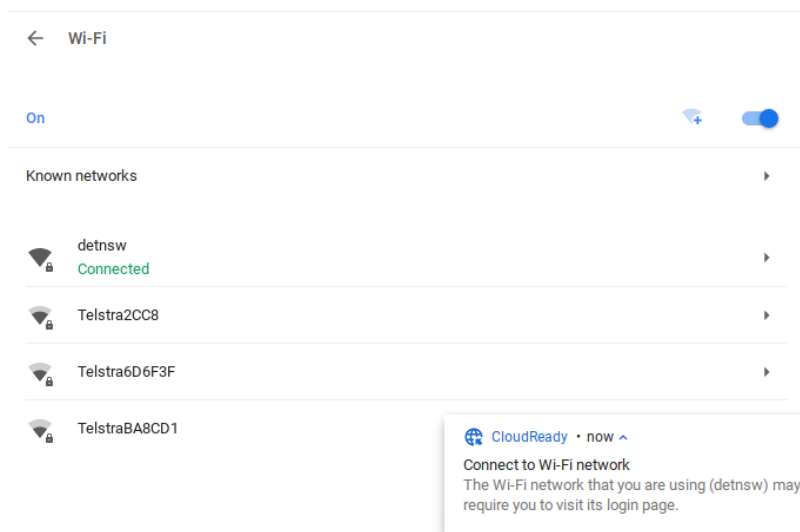 Wi-Fi
On
Known networks
detnsw
Connected
Telstra2CC8
Telstra6D6F3F
TelstraBA8CD1
CloudReady • now
Connect to Wi-Fi network
The Wi-Fi network that you are using (detnsw) may
require you to visit its login page.